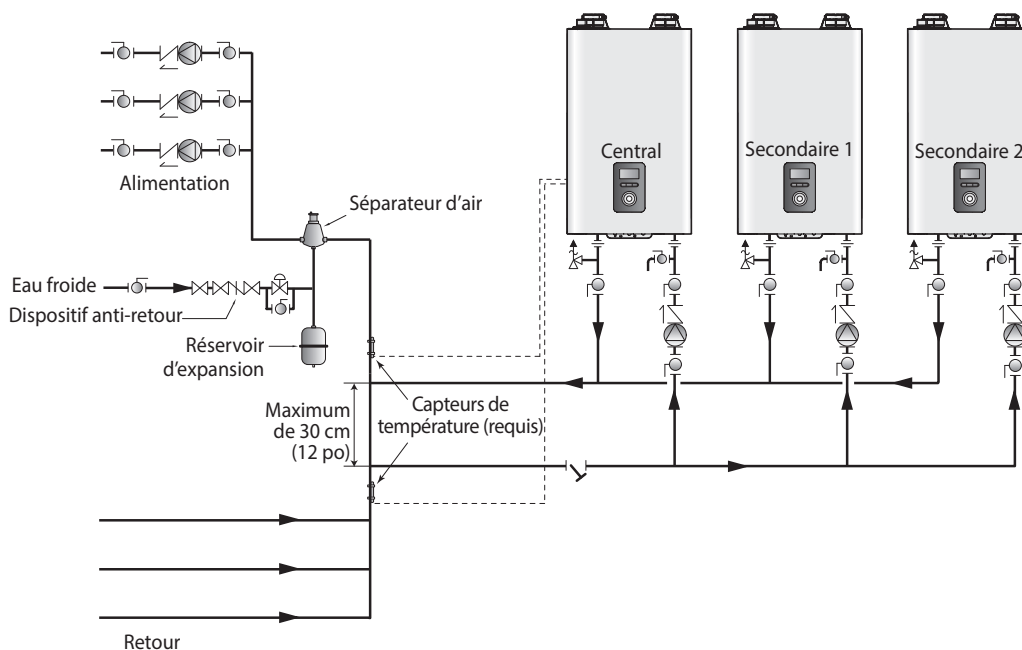 Central
Secondaire 1
Secondaire 2
Alimentation
Séparateur d’air
Eau froide
Dispositif anti-retour
Réservoir
d’expansion
Maximum
de 30 cm
(12 po)
Capteurs de
température (requis)
Retour